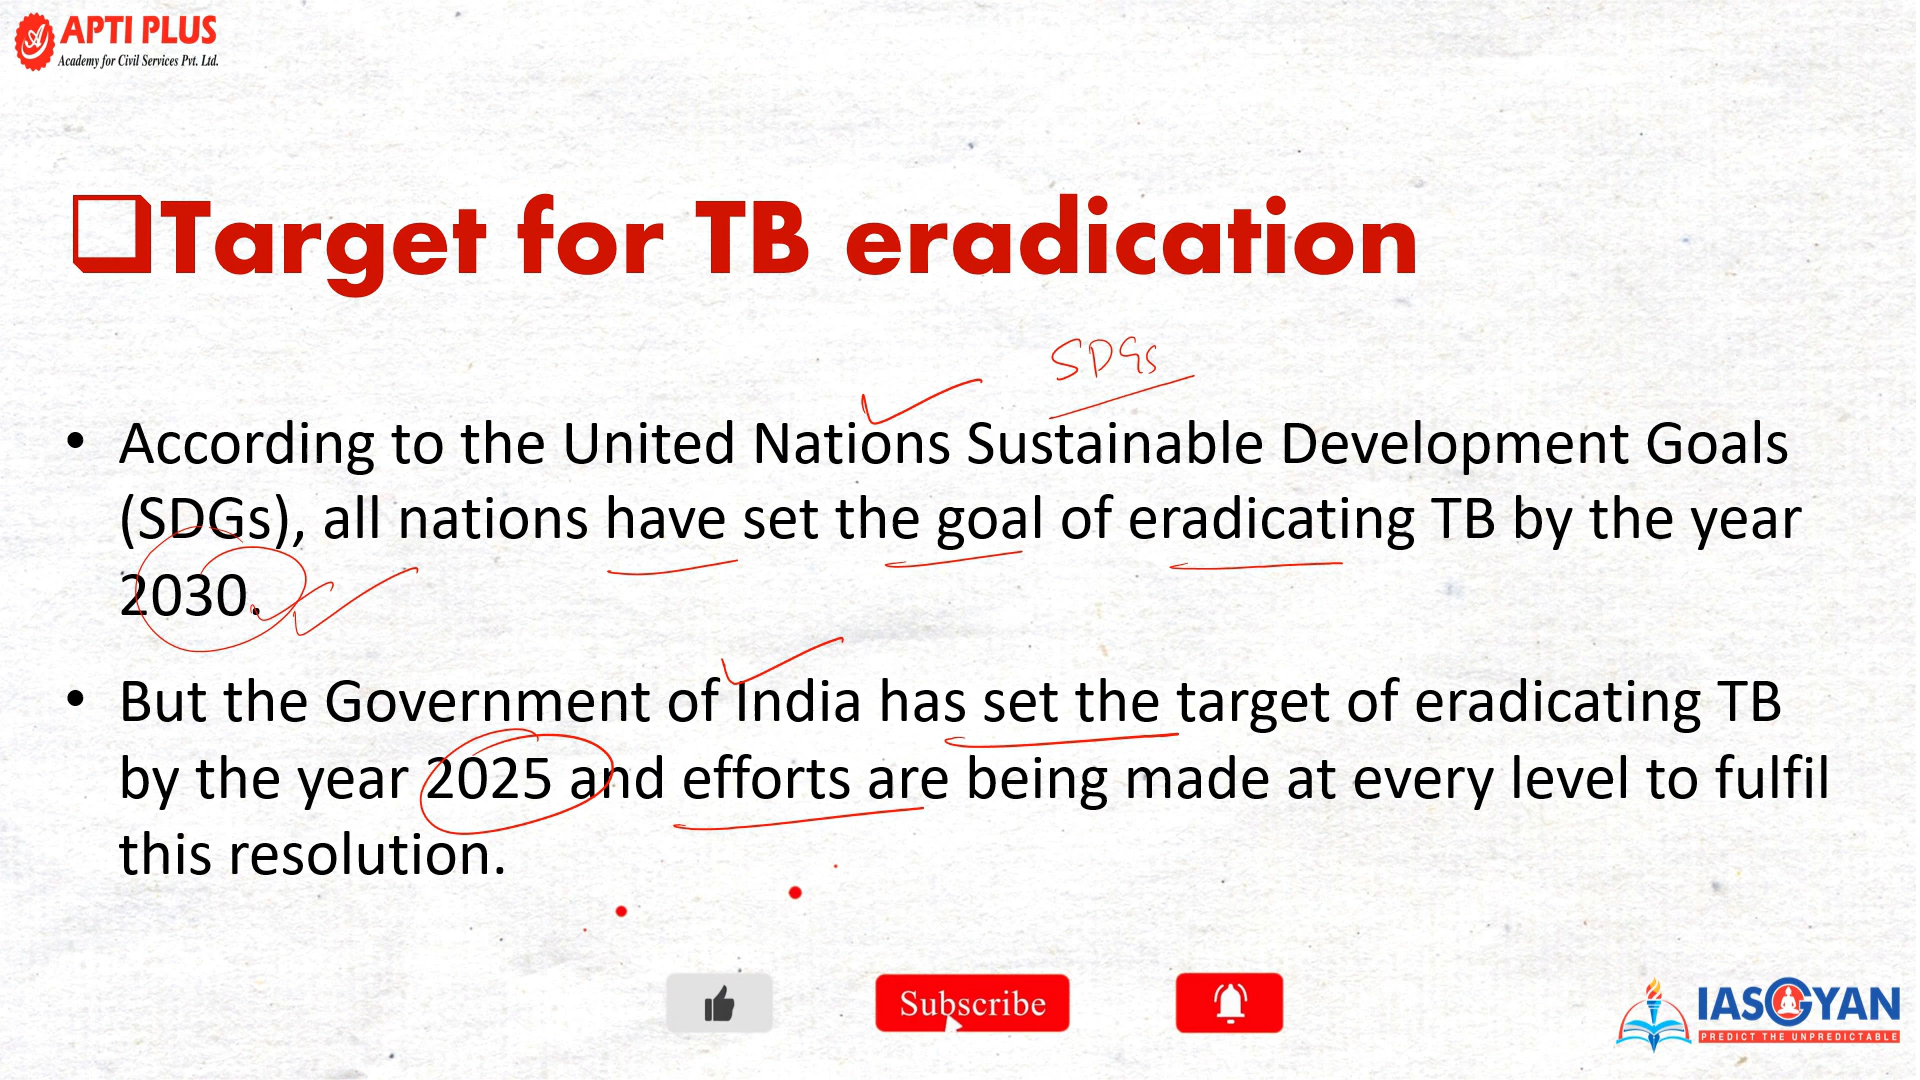 APTI PLUS
Academy for Civil Services Pvt. Ltd.
Target for TB eradication
SDGs
• According to the United Nations Sustainable Development Goals
(SDGs), all nations have set the goal of eradicating TB by the year
2030.
• But the Government of India has set the target of eradicating TB
by the year 2025 and efforts are being made at every level to fulfil
this resolution.
Subscribe
IASGYAN
PREDICT THE UNPREDICTABLE